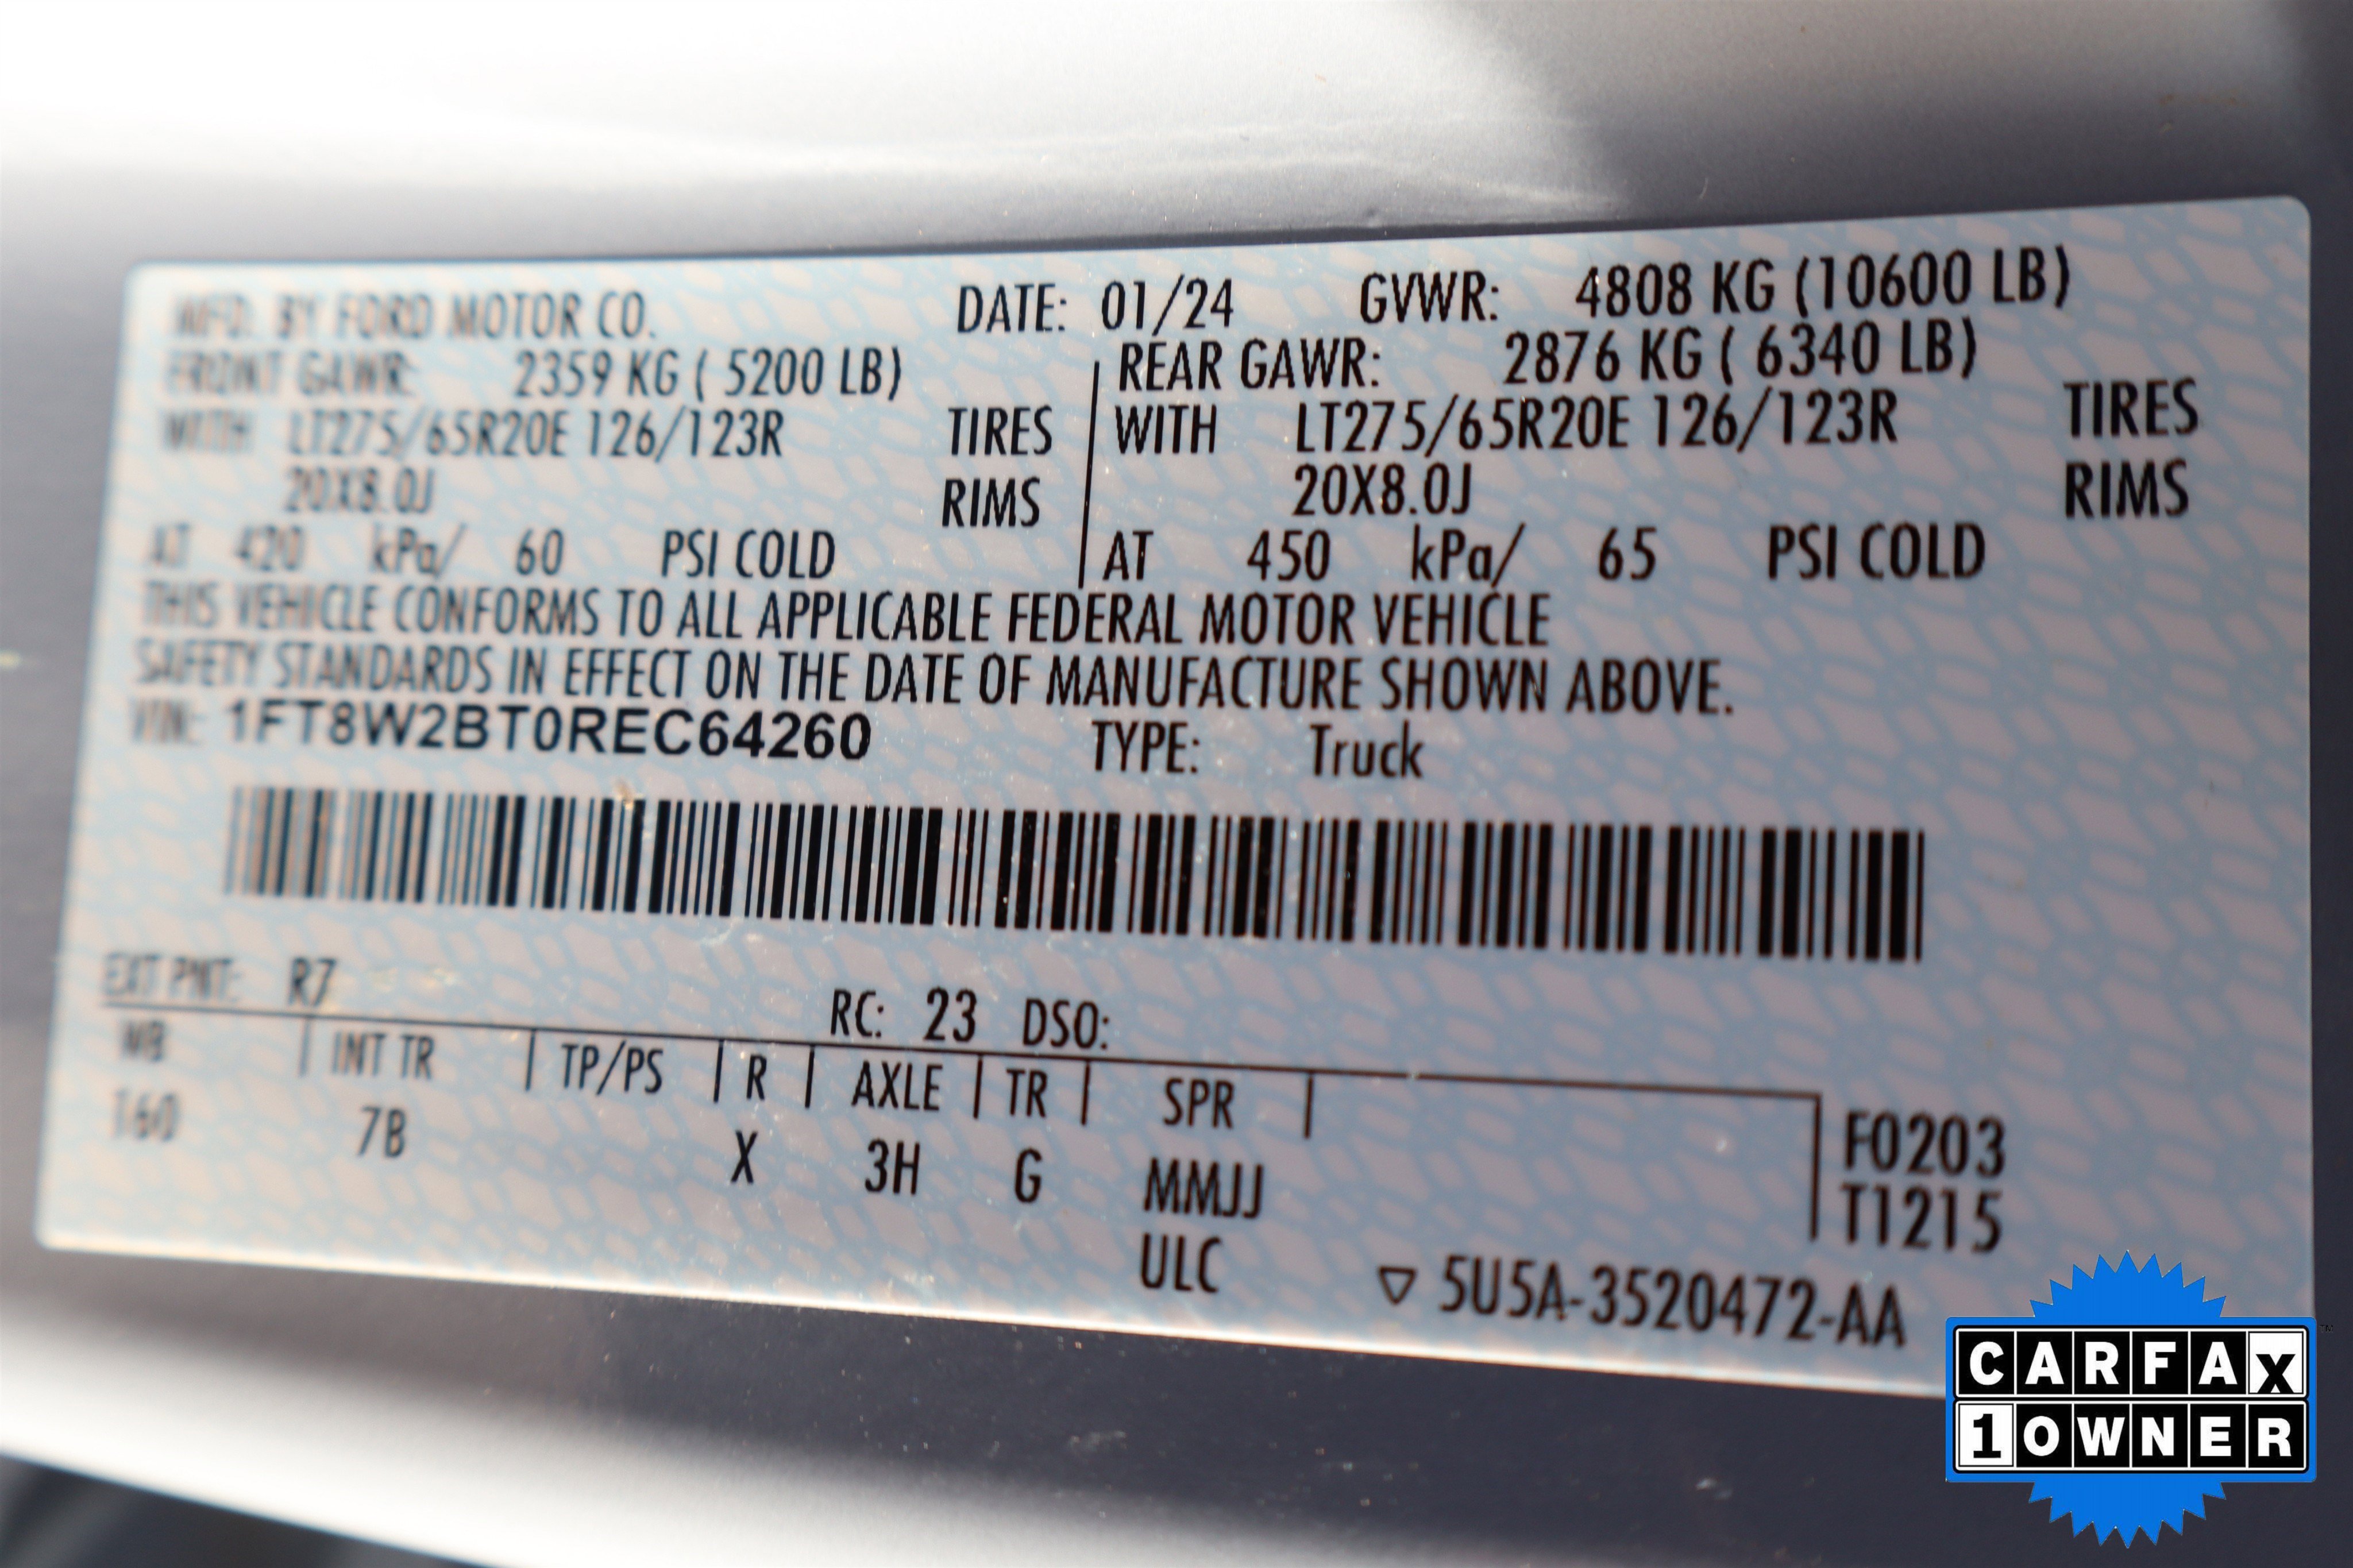 MFD. BY FORD MOTOR CO. DATE: 01/24 GVWR: 4808 KG (10600 LB)
FRONT GAWR: 2359 KG ( 5200 LB) REAR GAWR: 2876 KG ( 6340 LB)
WITH LT275/65R20E 126/123R TIRES WITH LT275/65R20E 126/123R TIRES
20X8.0J RIMS 20X8.0J RIMS
AT 420 kPa/ 60 PSI COLD AT 450 kPa/ 65 PSI COLD
THIS VEHICLE CONFORMS TO ALL APPLICABLE FEDERAL MOTOR VEHICLE
SAFETY STANDARDS IN EFFECT ON THE DATE OF MANUFACTURE SHOWN ABOVE.
VIN: 1FT8W2BT0REC64260 TYPE: Truck
EXT PNT: R7 RC: 23 DSO:
WB | INT TR | TP/PS | R | AXLE | TR | SPR |
160 7B X 3H G MMJJ F0203
ULC T1215
▽ 5U5A-3520472-AA
CARFAX
1 OWNER
TM